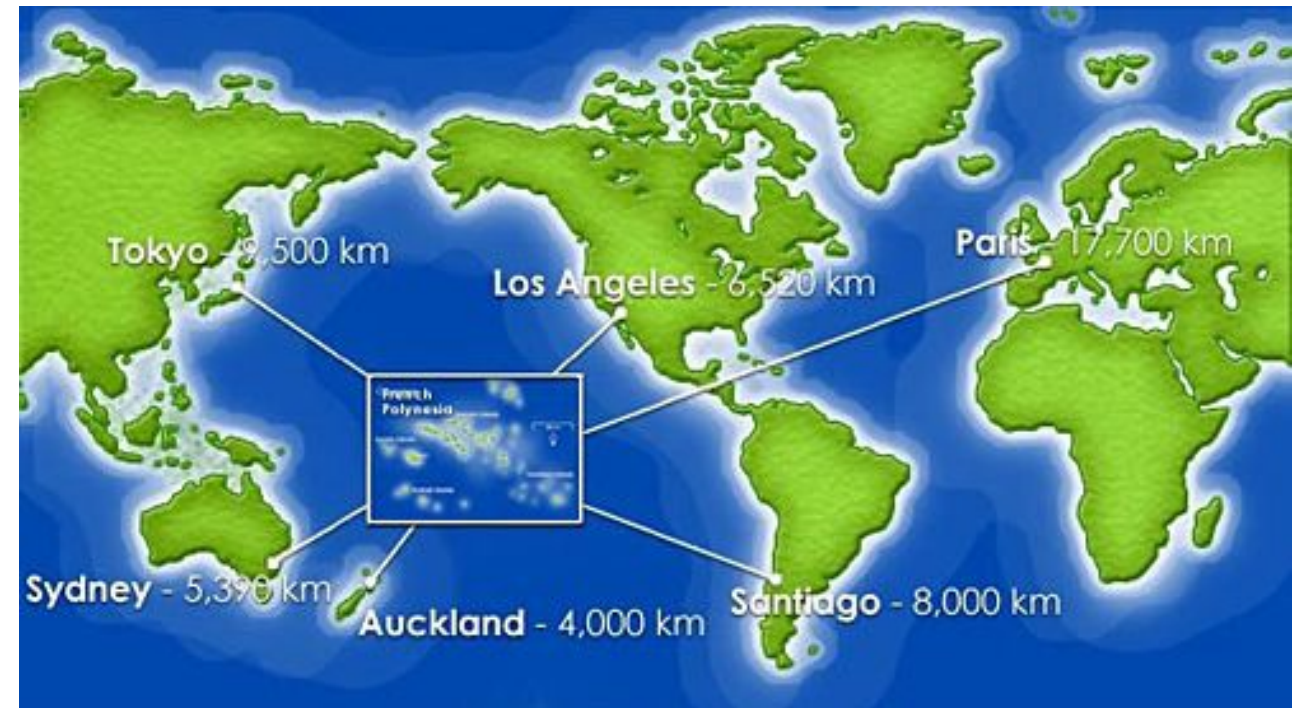 Tokyo - 9,500 km
Los Angeles - 6,520 km
Paris - 17,700 km
French
Polynesia
Sydney - 5,390 km
Auckland - 4,000 km
Santiago - 8,000 km